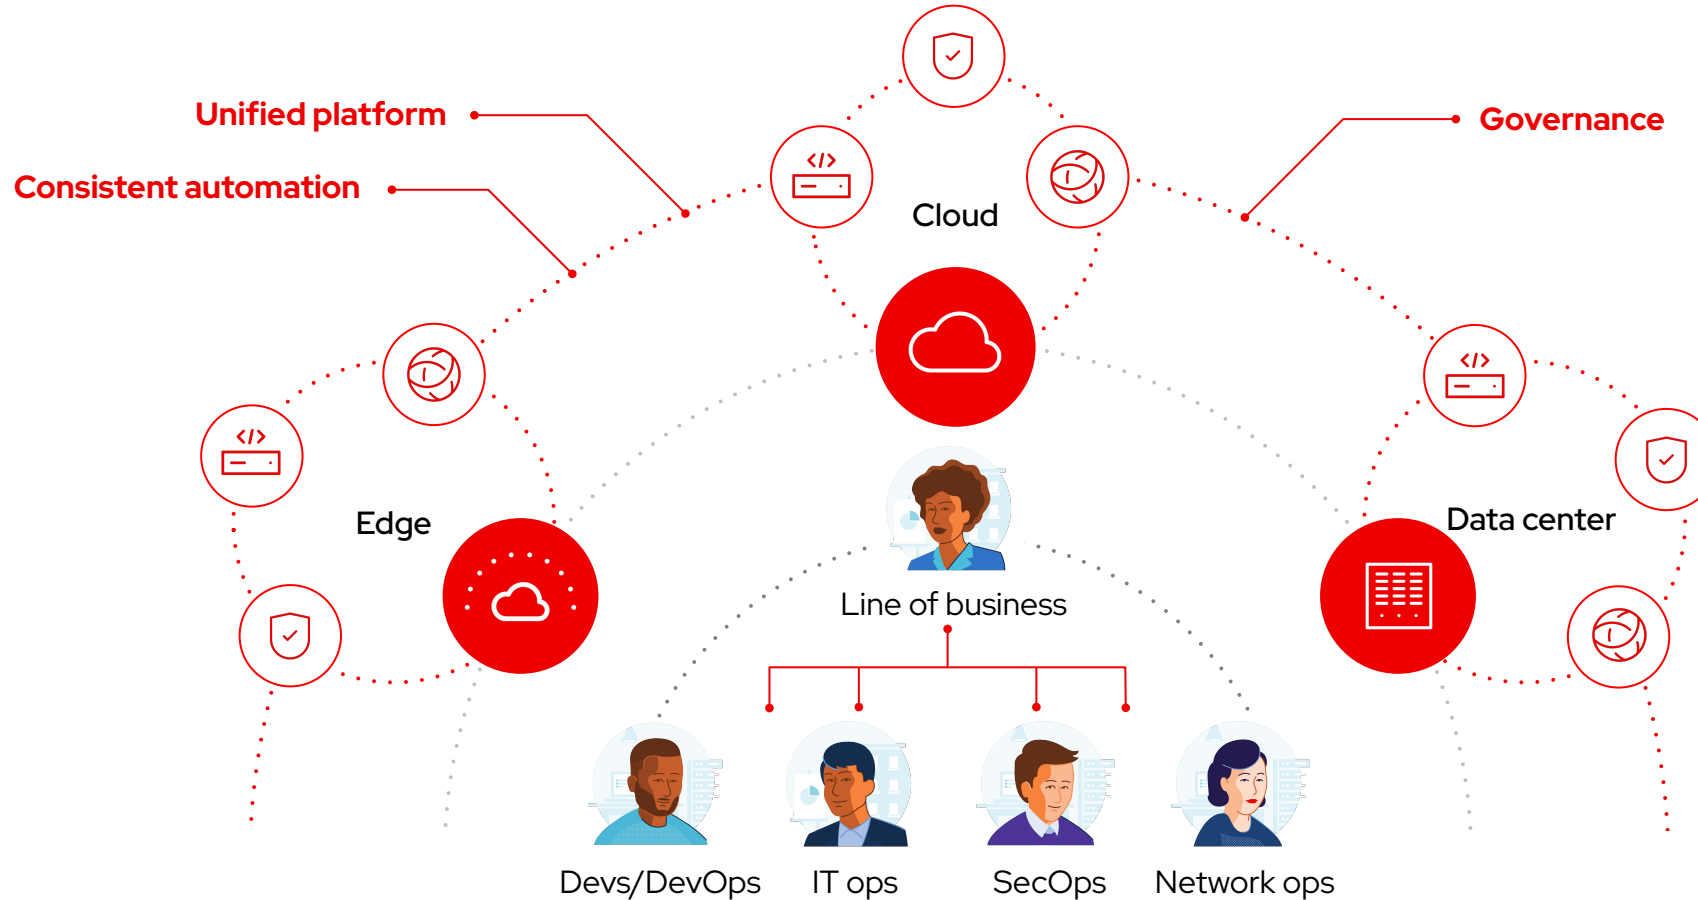 Unified platform
Governance
Consistent automation
Cloud
Edge
Data center
Line of business
Devs/DevOps
IT ops
SecOps
Network ops